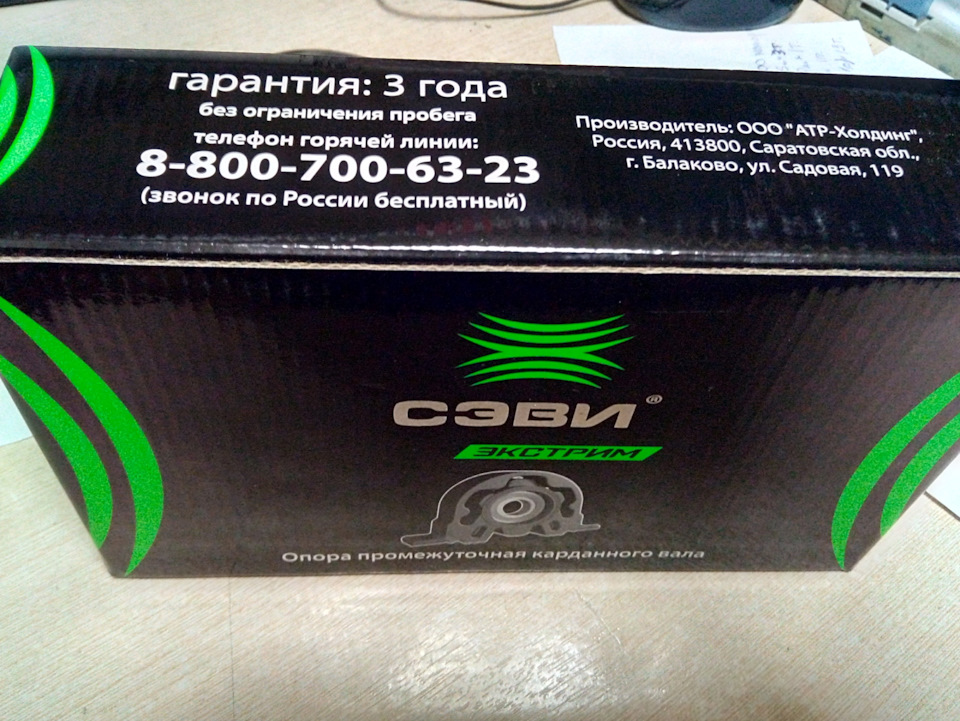 гарантия: 3 года
без ограничения пробега
телефон горячей линии:
8-800-700-63-23
(звонок по России бесплатный)
Производитель: ООО "АТР-Холдинг",
Россия, 413800, Саратовская обл.,
г. Балаково, ул. Садовая, 119
СЭВИ®
ЭКСТРИМ
Опора промежуточная карданного вала